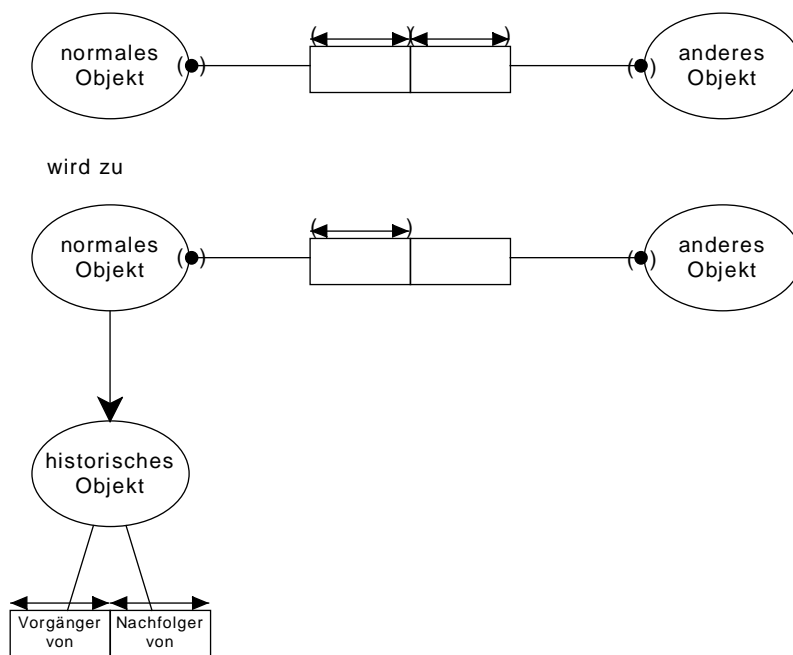 normales
Objekt
anderes
Objekt
wird zu
normales
Objekt
anderes
Objekt
historisches
Objekt
Vorgänger
von
Nachfolger
von